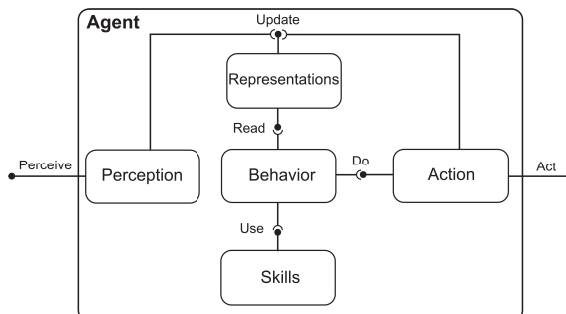 Agent
Update
Representations
Read
Perceive
Perception
Behavior
Do
Action
Act
Use
Skills